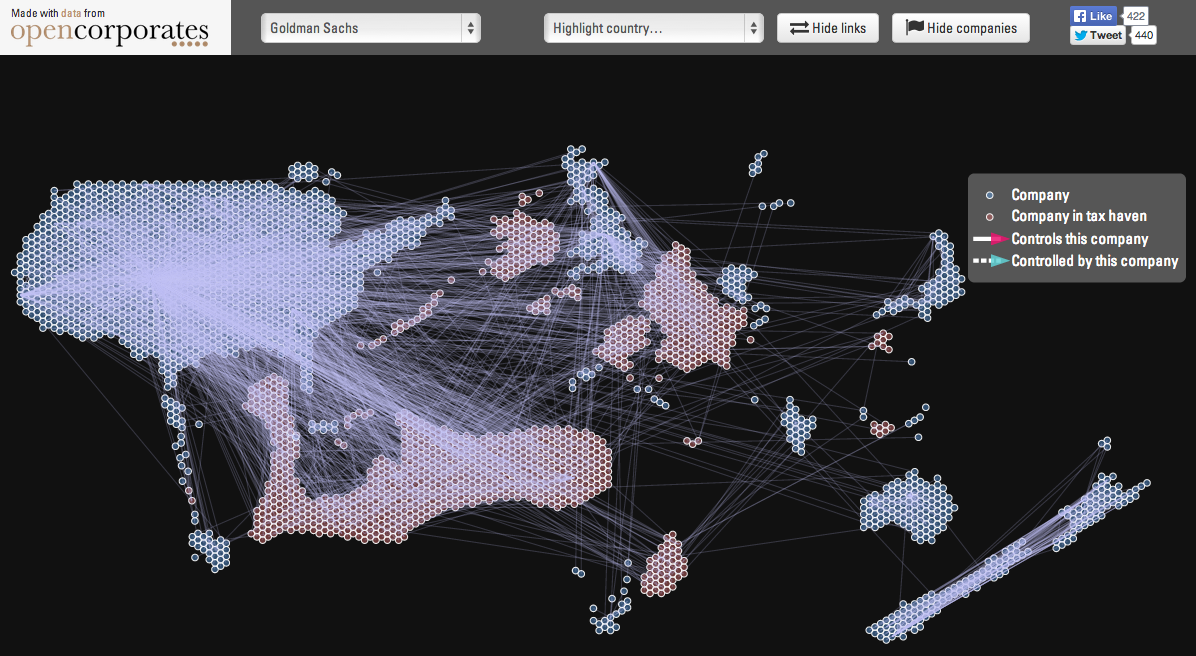 Made with data from
opencorporates
Goldman Sachs
Highlight country...
Hide links
Hide companies
Like
422
Tweet
440
Company
Company in tax haven
Controls this company
Controlled by this company